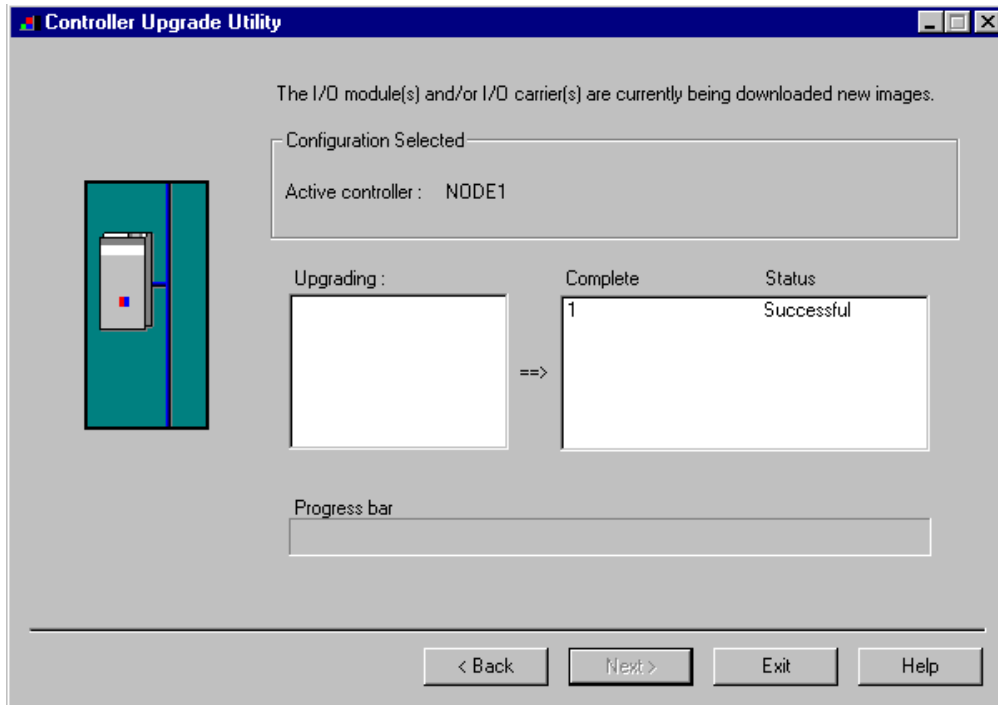 Controller Upgrade Utility
The I/O module(s) and/or I/O carrier(s) are currently being downloaded new images.
Configuration Selected
Active controller : NODE1
Upgrading :
Complete Status
1 Successful
==>
Progress bar
< Back Next > Exit Help